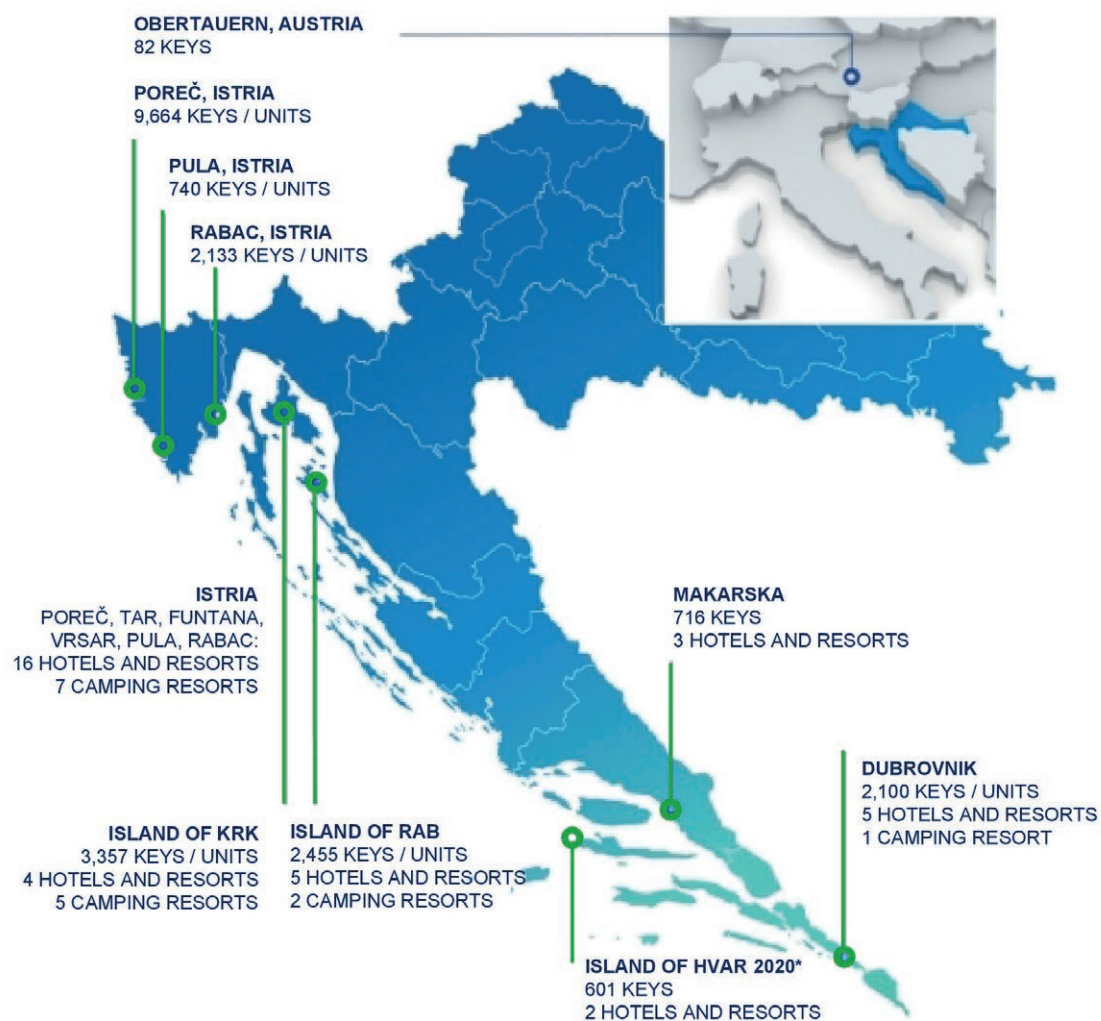 OBERTAUERN, AUSTRIA
82 KEYS
POREČ, ISTRIA
9,664 KEYS / UNITS
PULA, ISTRIA
740 KEYS / UNITS
RABAC, ISTRIA
2,133 KEYS / UNITS
ISTRIA
POREČ, TAR, FUNTANA,
VRSAR, PULA, RABAC:
16 HOTELS AND RESORTS
7 CAMPING RESORTS
MAKARSKA
716 KEYS
3 HOTELS AND RESORTS
DUBROVNIK
2,100 KEYS / UNITS
5 HOTELS AND RESORTS
1 CAMPING RESORT
ISLAND OF KRK
3,357 KEYS / UNITS
4 HOTELS AND RESORTS
5 CAMPING RESORTS
ISLAND OF RAB
2,455 KEYS / UNITS
5 HOTELS AND RESORTS
2 CAMPING RESORTS
ISLAND OF HVAR 2020*
601 KEYS
2 HOTELS AND RESORTS